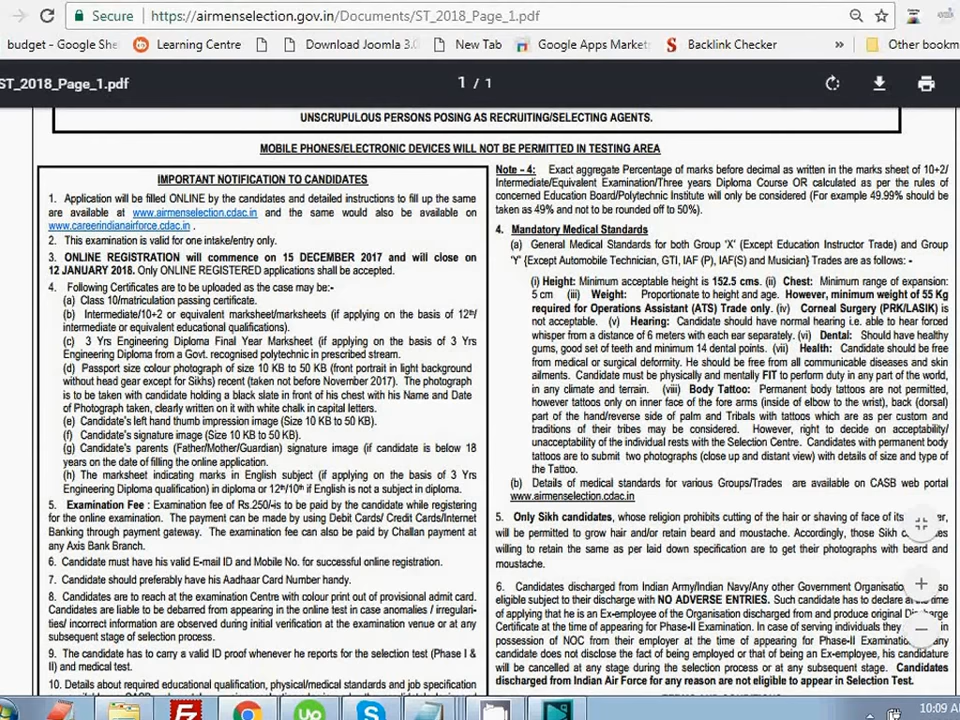 Secure
https://airmenselection.gov.in/Documents/ST_2018_Page_1.pdf
budget - Google She
Learning Centre
Download Joomla 3.0
New Tab
Google Apps Market
Backlink Checker
»
Other bookm
ST_2018_Page_1.pdf
1 / 1
UNSCRUPULOUS PERSONS POSING AS RECRUITING/SELECTING AGENTS.
MOBILE PHONES/ELECTRONIC DEVICES WILL NOT BE PERMITTED IN TESTING AREA
IMPORTANT NOTIFICATION TO CANDIDATES
1. Application will be filled ONLINE by the candidates and detailed instructions to fill up the same
are available at www.airmenselection.cdac.in and the same would also be available on
www.careerindianairforce.cdac.in .
2. This examination is valid for one intake/entry only.
3. ONLINE REGISTRATION will commence on 15 DECEMBER 2017 and will close on
12 JANUARY 2018. Only ONLINE REGISTERED applications shall be accepted.
4. Following Certificates are to be uploaded as the case may be:-
(a) Class 10/matriculation passing certificate.
(b) Intermediate/10+2 or equivalent marksheet/marksheets (if applying on the basis of 12th/
intermediate or equivalent educational qualifications).
(c) 3 Yrs Engineering Diploma Final Year Marksheet (if applying on the basis of 3 Yrs
Engineering Diploma from a Govt. recognised polytechnic in prescribed stream.
(d) Passport size colour photograph of size 10 KB to 50 KB (front portrait in light background
without head gear except for Sikhs) recent (taken not before November 2017). The photograph
is to be taken with candidate holding a black slate in front of his chest with his Name and Date
of Photograph taken, clearly written on it with white chalk in capital letters.
(e) Candidate's left hand thumb impression image (Size 10 KB to 50 KB).
(f) Candidate's signature image (Size 10 KB to 50 KB).
(g) Candidate's parents (Father/Mother/Guardian) signature image (if candidate is below 18
years on the date of filling the online application.
(h) The marksheet indicating marks in English subject (if applying on the basis of 3 Yrs
Engineering Diploma qualification) in diploma or 12th/10th if English is not a subject in diploma.
5. Examination Fee : Examination fee of Rs.250/-is to be paid by the candidate while registering
for the online examination. The payment can be made by using Debit Cards/ Credit Cards/Internet
Banking through payment gateway. The examination fee can also be paid by Challan payment at
any Axis Bank Branch.
6. Candidate must have his valid E-mail ID and Mobile No. for successful online registration.
7. Candidate should preferably have his Aadhaar Card Number handy.
8. Candidates are to reach at the examination Centre with colour print out of provisional admit card.
Candidates are liable to be debarred from appearing in the online test in case anomalies / irregulari-
ties/ incorrect information are observed during initial verification at the examination venue or at any
subsequent stage of selection process.
9. The candidate has to carry a valid ID proof whenever he reports for the selection test (Phase I &
II) and medical test.
10. Details about required educational qualification, physical/medical standards and job specification
Note – 4: Exact aggregate Percentage of marks before decimal as written in the marks sheet of 10+2/
Intermediate/Equivalent Examination/Three years Diploma Course OR calculated as per the rules of
concerned Education Board/Polytechnic Institute will only be considered (For example 49.99% should be
taken as 49% and not to be rounded off to 50%).
4. Mandatory Medical Standards
(a) General Medical Standards for both Group 'X' (Except Education Instructor Trade) and Group
'Y' {Except Automobile Technician, GTI, IAF (P), IAF(S) and Musician} Trades are as follows: -
(i) Height: Minimum acceptable height is 152.5 cms. (ii) Chest: Minimum range of expansion:
5 cm (iii) Weight: Proportionate to height and age. However, minimum weight of 55 Kg
required for Operations Assistant (ATS) Trade only. (iv) Corneal Surgery (PRK/LASIK)
is not acceptable. (v) Hearing: Candidate should have normal hearing i.e. able to hear forced
whisper from a distance of 6 meters with each ear separately. (vi) Dental: Should have healthy
gums, good set of teeth and minimum 14 dental points. (vii) Health: Candidate should be free
from medical or surgical deformity. He should be free from all communicable diseases and skin
ailments. Candidate must be physically and mentally FIT to perform duty in any part of the world,
in any climate and terrain. (viii) Body Tattoo: Permanent body tattoos are not permitted,
however tattoos only on inner face of the fore arms (inside of elbow to the wrist), back (dorsal)
part of the hand/reverse side of palm and Tribals with tattoos which are as per custom and
traditions of their tribes may be considered. However, right to decide on acceptability/
unacceptability of the individual rests with the Selection Centre. Candidates with permanent body
tattoos are to submit two photographs (close up and distant view) with details of size and type of
the Tattoo.
(b) Details of medical standards for various Groups/Trades are available on CASB web portal
www.airmenselection.cdac.in
5. Only Sikh candidates, whose religion prohibits cutting of the hair or shaving of face of its
will be permitted to grow hair and/or retain beard and moustache. Accordingly, those Sikh
willing to retain the same as per laid down specification are to get their photographs with beard and
moustache.
6. Candidates discharged from Indian Army/Indian Navy/Any other Government
eligible subject to their discharge with NO ADVERSE ENTRIES. Such candidate has to declare
of applying that he is an Ex-employee of the Organisation discharged from and produce original
Certificate at the time of appearing for Phase-II Examination. In case of serving individuals they
possession of NOC from their employer at the time of appearing for Phase-II
candidate does not disclose the fact of being employed or that of being an Ex-employee, his candidature
will be cancelled at any stage during the selection process or at any subsequent stage. Candidates
discharged from Indian Air Force for any reason are not eligible to appear in Selection Test.
10:09 A